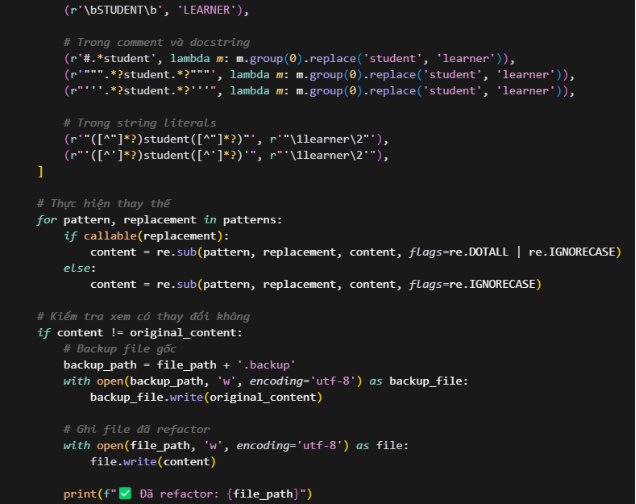 (r'\bSTUDENT\b', 'LEARNER'),
# Trong comment và docstring
(r'#.*student', lambda m: m.group(0).replace('student', 'learner')),
(r'""".*?student.*?"""', lambda m: m.group(0).replace('student', 'learner')),
(r"'''.*?student.*?'''", lambda m: m.group(0).replace('student', 'learner')),
# Trong string literals
(r'"([^"]*?)student([^"]*?)"', r'"\1learner\2"'),
(r"'([^']*?)student([^']*?)'", r"'\1learner\2'"),
]
# Thực hiện thay thế
for pattern, replacement in patterns:
if callable(replacement):
content = re.sub(pattern, replacement, content, flags=re.DOTALL | re.IGNORECASE)
else:
content = re.sub(pattern, replacement, content, flags=re.IGNORECASE)
# Kiểm tra xem có thay đổi không
if content != original_content:
# Backup file gốc
backup_path = file_path + '.backup'
with open(backup_path, 'w', encoding='utf-8') as backup_file:
backup_file.write(original_content)
# Ghi file đã refactor
with open(file_path, 'w', encoding='utf-8') as file:
file.write(content)
print(f"✅ Đã refactor: {file_path}")